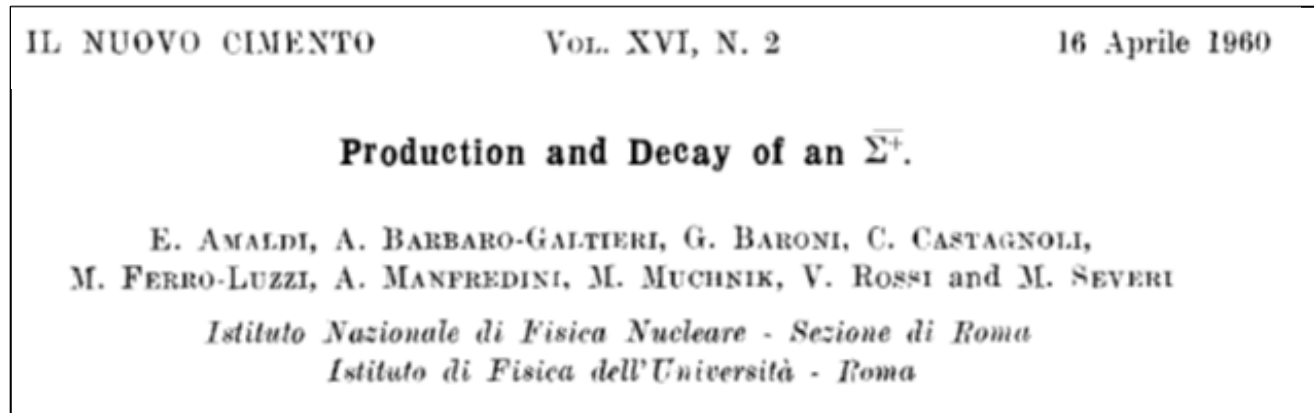 IL NUOVO CIMENTO VOL. XVI, N. 2 16 Aprile 1960
Production and Decay of an $\overline{\Sigma^+}$.
E. AMALDI, A. BARBARO-GALTIERI, G. BARONI, C. CASTAGNOLI,
M. FERRO-LUZZI, A. MANFREDINI, M. MUCHNIK, V. ROSSI and M. SEVERI
Istituto Nazionale di Fisica Nucleare - Sezione di Roma
Istituto di Fisica dell'Università - Roma